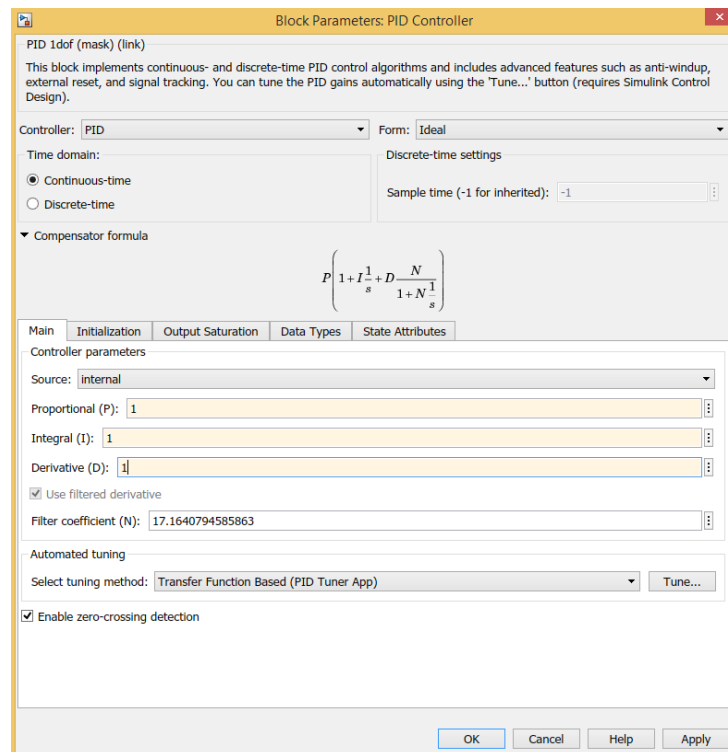 Block Parameters: PID Controller
PID 1dof (mask) (link)
This block implements continuous- and discrete-time PID control algorithms and includes advanced features such as anti-windup,
external reset, and signal tracking. You can tune the PID gains automatically using the 'Tune...' button (requires Simulink Control
Design).
Controller: PID Form: Ideal
Time domain: Discrete-time settings
Continuous-time
Sample time (-1 for inherited): -1
Discrete-time
Compensator formula
P(1+I 1/s + D N/(1+N 1/s))
Main Initialization Output Saturation Data Types State Attributes
Controller parameters
Source: internal
Proportional (P): 1
Integral (I): 1
Derivative (D): 1
Use filtered derivative
Filter coefficient (N): 17.1640794585863
Automated tuning
Select tuning method: Transfer Function Based (PID Tuner App) Tune...
Enable zero-crossing detection
OK Cancel Help Apply